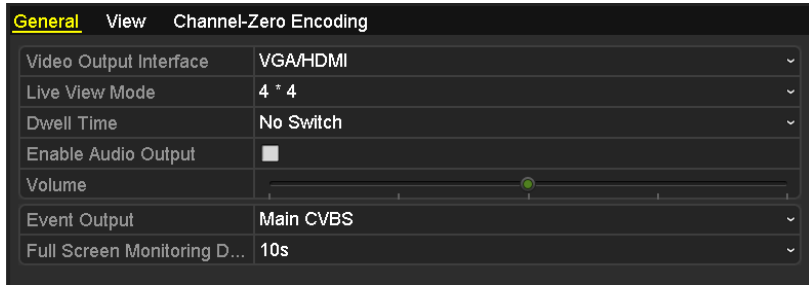 General View Channel-Zero Encoding
Video Output Interface VGA/HDMI
Live View Mode 4 * 4
Dwell Time No Switch
Enable Audio Output
Volume
Event Output Main CVBS
Full Screen Monitoring D... 10s